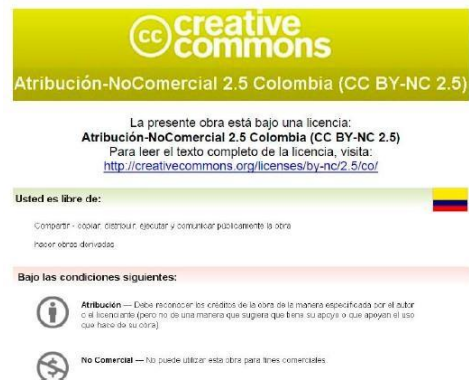 cc creative commons
Atribución-NoComercial 2.5 Colombia (CC BY-NC 2.5)
La presente obra está bajo una licencia:
Atribución-NoComercial 2.5 Colombia (CC BY-NC 2.5)
Para leer el texto completo de la licencia, visita:
http://creativecommons.org/licenses/by-nc/2.5/co/
Usted es libre de:
Compartir - copiar, distribuir, ejecutar y comunicar públicamente la obra
hacer obras derivadas
Bajo las condiciones siguientes:
Atribución — Debe reconocer los créditos de la obra de la manera especificada por el autor
o el licenciante (pero no de una manera que sugiera que tiene su apoyo o que apoyan el uso
que hace de su obra)
No Comercial — No puede utilizar esta obra para fines comerciales